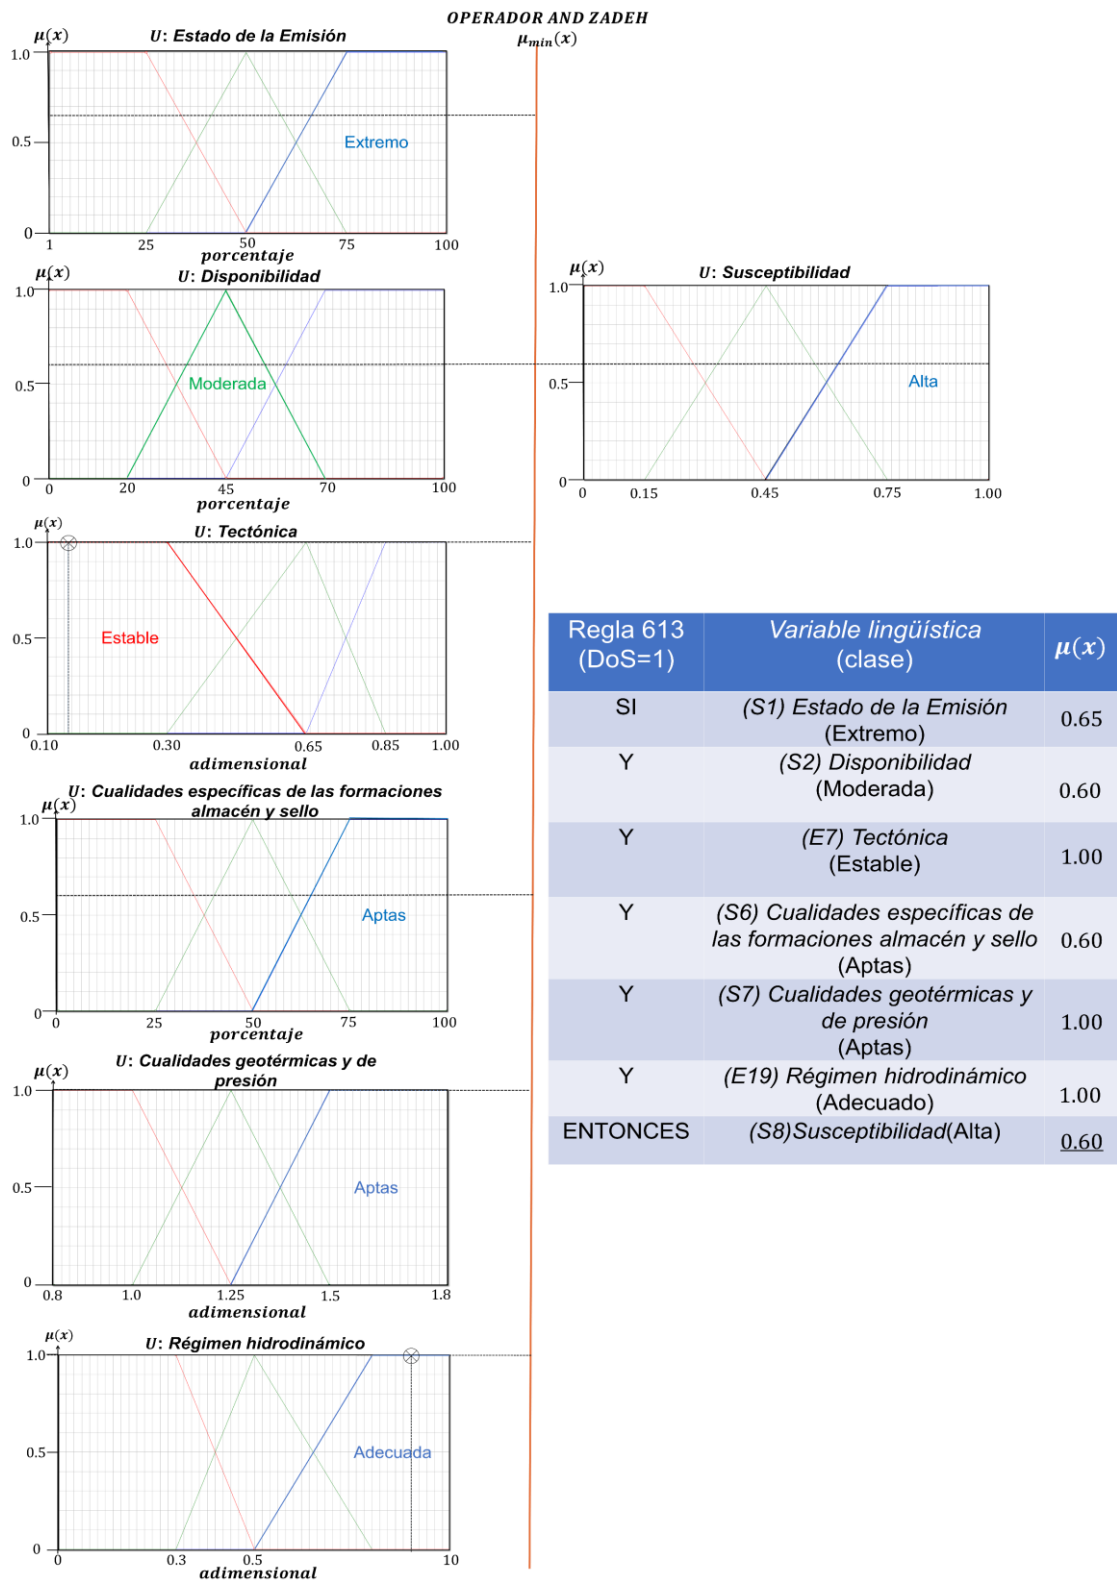 OPERADOR AND ZADEH
μmin(x)
μ(x)
U: Estado de la Emisión
1.0
0.5
0
Extremo
1 25 50 75 100
porcentaje
μ(x)
U: Disponibilidad
1.0
0.5
0
Moderada
0 20 45 70 100
porcentaje
μ(x)
U: Susceptibilidad
1.0
0.5
0
Alta
0 0.15 0.45 0.75 1.00
μ(x)
U: Tectónica
1.0
0.5
0
Estable
0.10 0.30 0.65 0.85 1.00
adimensional
U: Cualidades específicas de las formaciones
almacén y sello
μ(x)
1.0
0.5
0
Aptas
0 25 50 75 100
porcentaje
U: Cualidades geotérmicas y de
presión
μ(x)
1.0
0.5
0
Aptas
0.8 1.0 1.25 1.5 1.8
adimensional
μ(x)
U: Régimen hidrodinámico
1.0
0.5
0
Adecuada
0 0.3 0.5 10
adimensional
Regla 613
(DoS=1)
Variable lingüística
(clase)
μ(x)
SI
(S1) Estado de la Emisión
(Extremo)
0.65
Y
(S2) Disponibilidad
(Moderada)
0.60
Y
(E7) Tectónica
(Estable)
1.00
Y
(S6) Cualidades específicas de
las formaciones almacén y sello
(Aptas)
0.60
Y
(S7) Cualidades geotérmicas y
de presión
(Aptas)
1.00
Y
(E19) Régimen hidrodinámico
(Adecuado)
1.00
ENTONCES
(S8)Susceptibilidad(Alta)
0.60